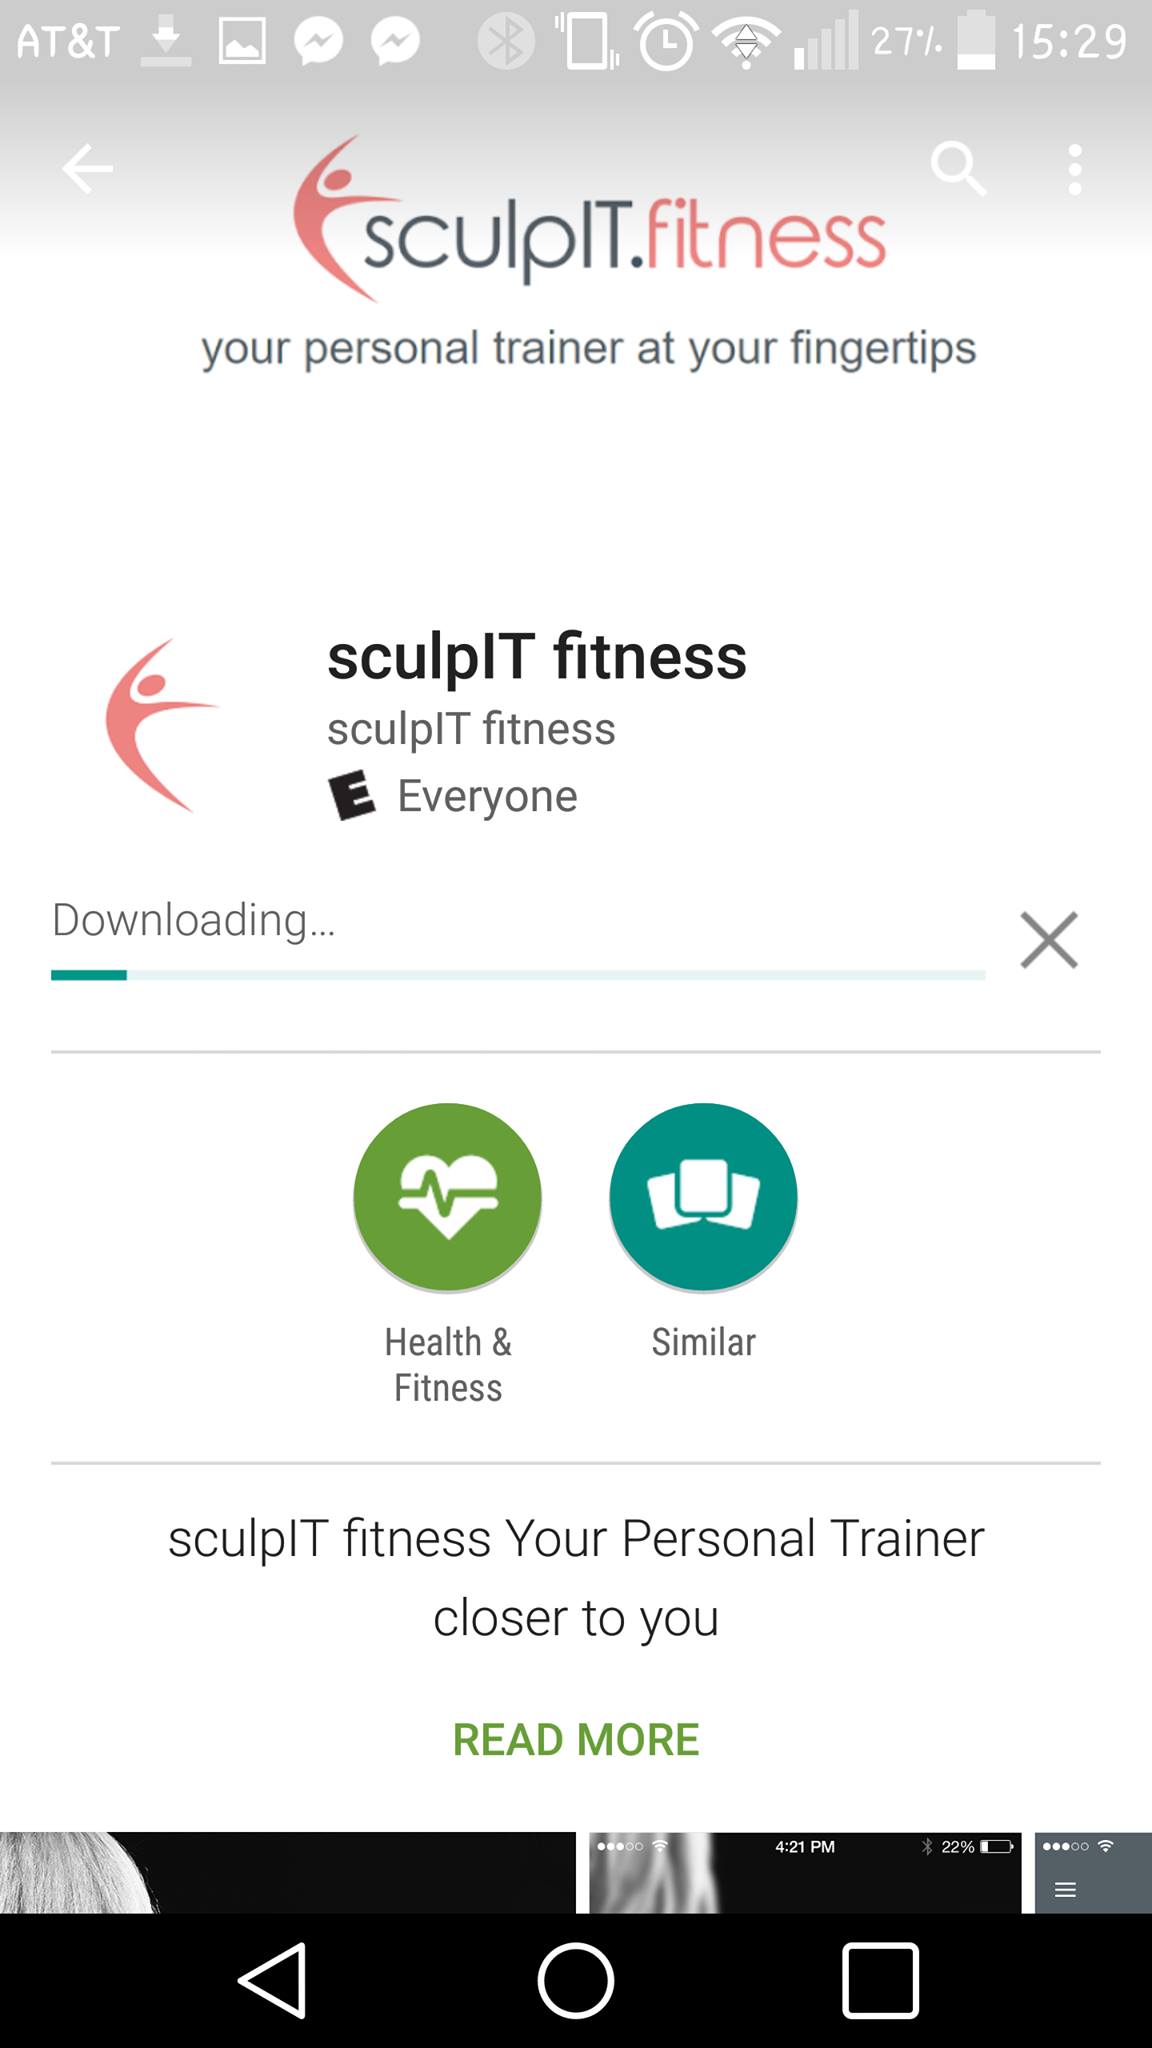 AT&T 27% 15:29
sculpIT.fitness
your personal trainer at your fingertips
sculpIT fitness
sculpIT fitness
E Everyone
Downloading...
Health &
Fitness
Similar
sculpIT fitness Your Personal Trainer
closer to you
READ MORE
4:21 PM 22%